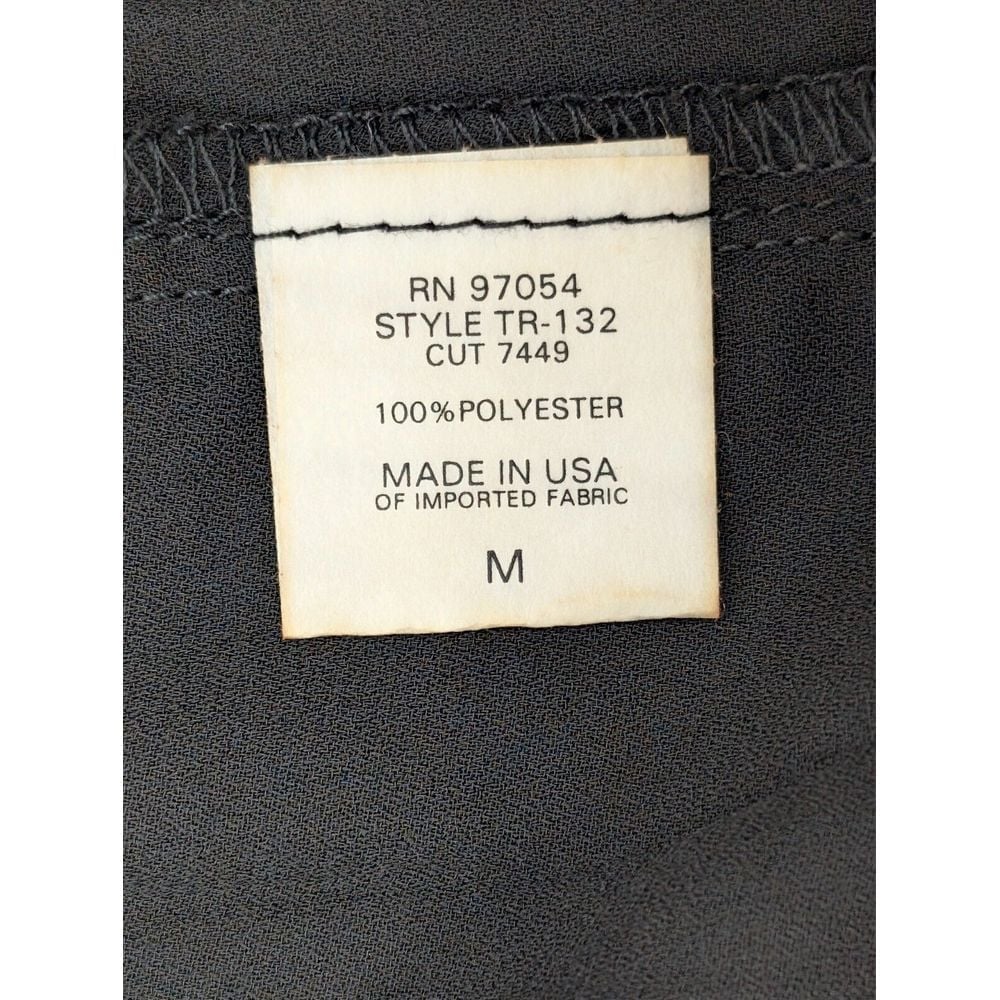 RN 97054
STYLE TR-132
CUT 7449
100%POLYESTER
MADE IN USA
OF IMPORTED FABRIC
M